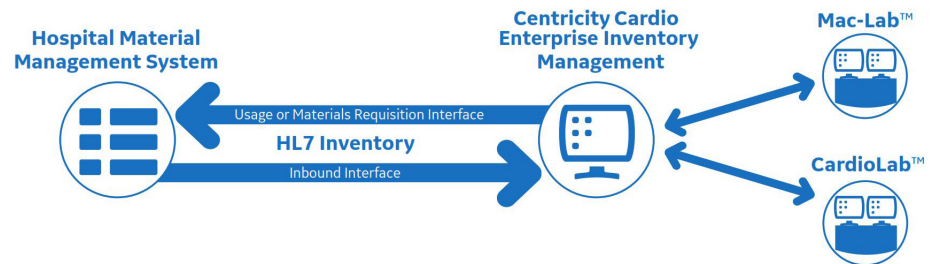 Hospital Material
Management System
Centricity Cardio
Enterprise Inventory
Management
Mac-Lab™
Usage or Materials Requisition Interface
HL7 Inventory
Inbound Interface
CardioLab™